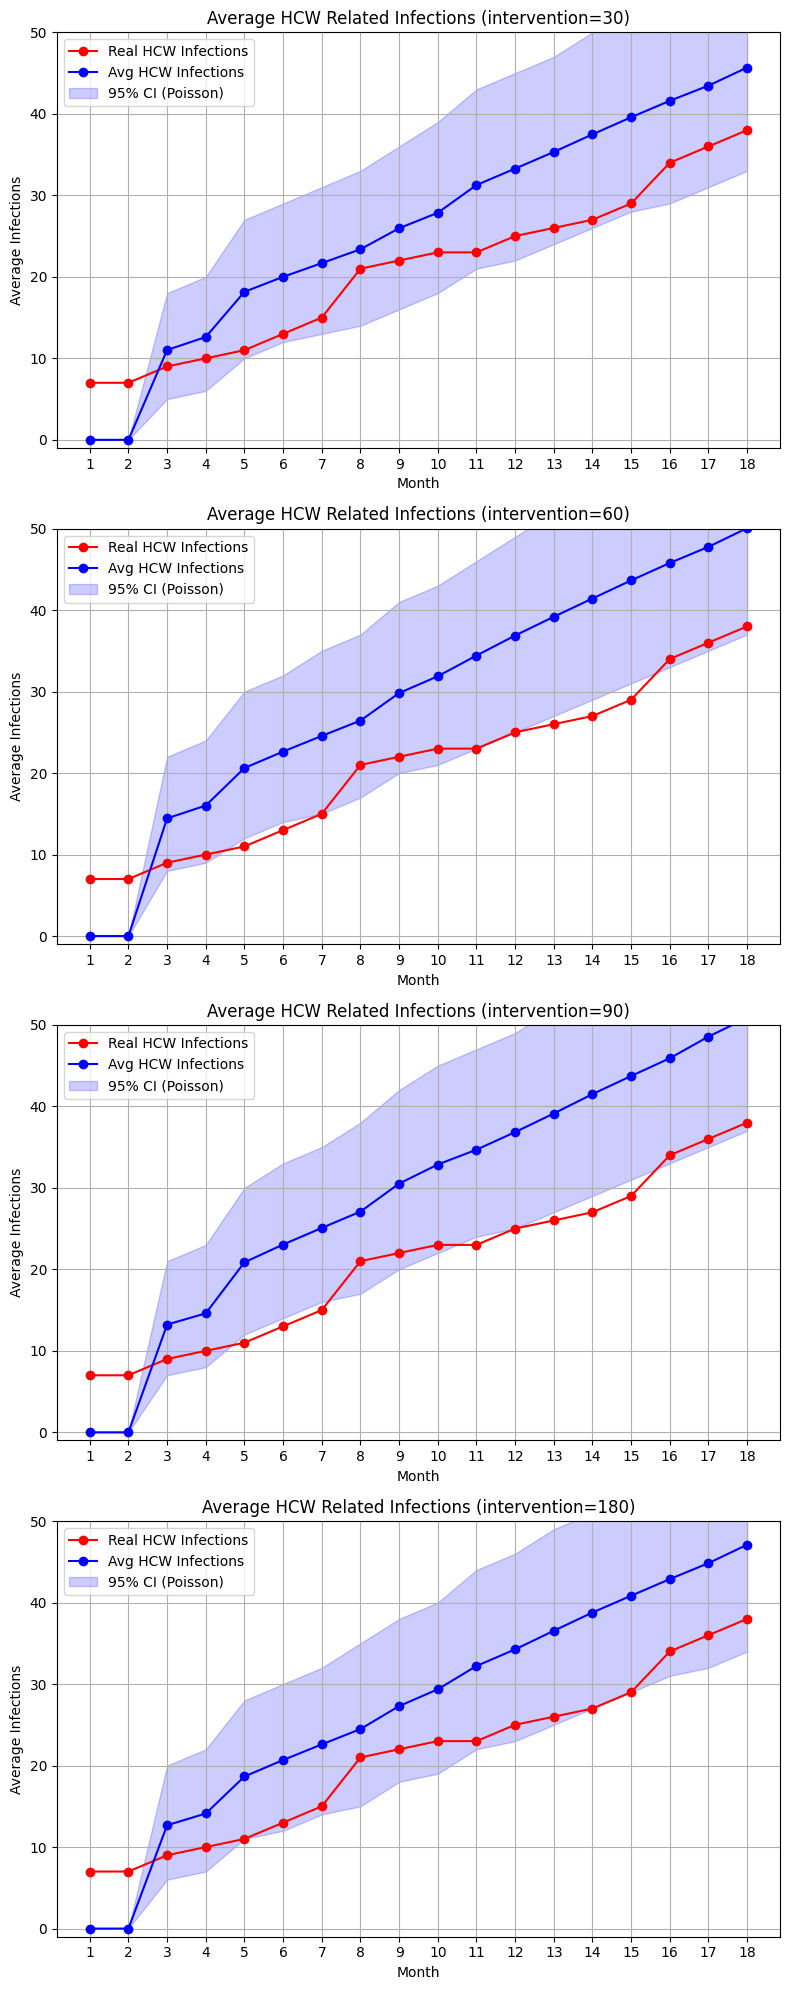 Average HCW Related Infections (intervention=30)
Real HCW Infections
Avg HCW Infections
95% CI (Poisson)
Average Infections
50
40
30
20
10
0
1 2 3 4 5 6 7 8 9 10 11 12 13 14 15 16 17 18
Month
Average HCW Related Infections (intervention=60)
Real HCW Infections
Avg HCW Infections
95% CI (Poisson)
Average Infections
50
40
30
20
10
0
1 2 3 4 5 6 7 8 9 10 11 12 13 14 15 16 17 18
Month
Average HCW Related Infections (intervention=90)
Real HCW Infections
Avg HCW Infections
95% CI (Poisson)
Average Infections
50
40
30
20
10
0
1 2 3 4 5 6 7 8 9 10 11 12 13 14 15 16 17 18
Month
Average HCW Related Infections (intervention=180)
Real HCW Infections
Avg HCW Infections
95% CI (Poisson)
Average Infections
50
40
30
20
10
0
1 2 3 4 5 6 7 8 9 10 11 12 13 14 15 16 17 18
Month